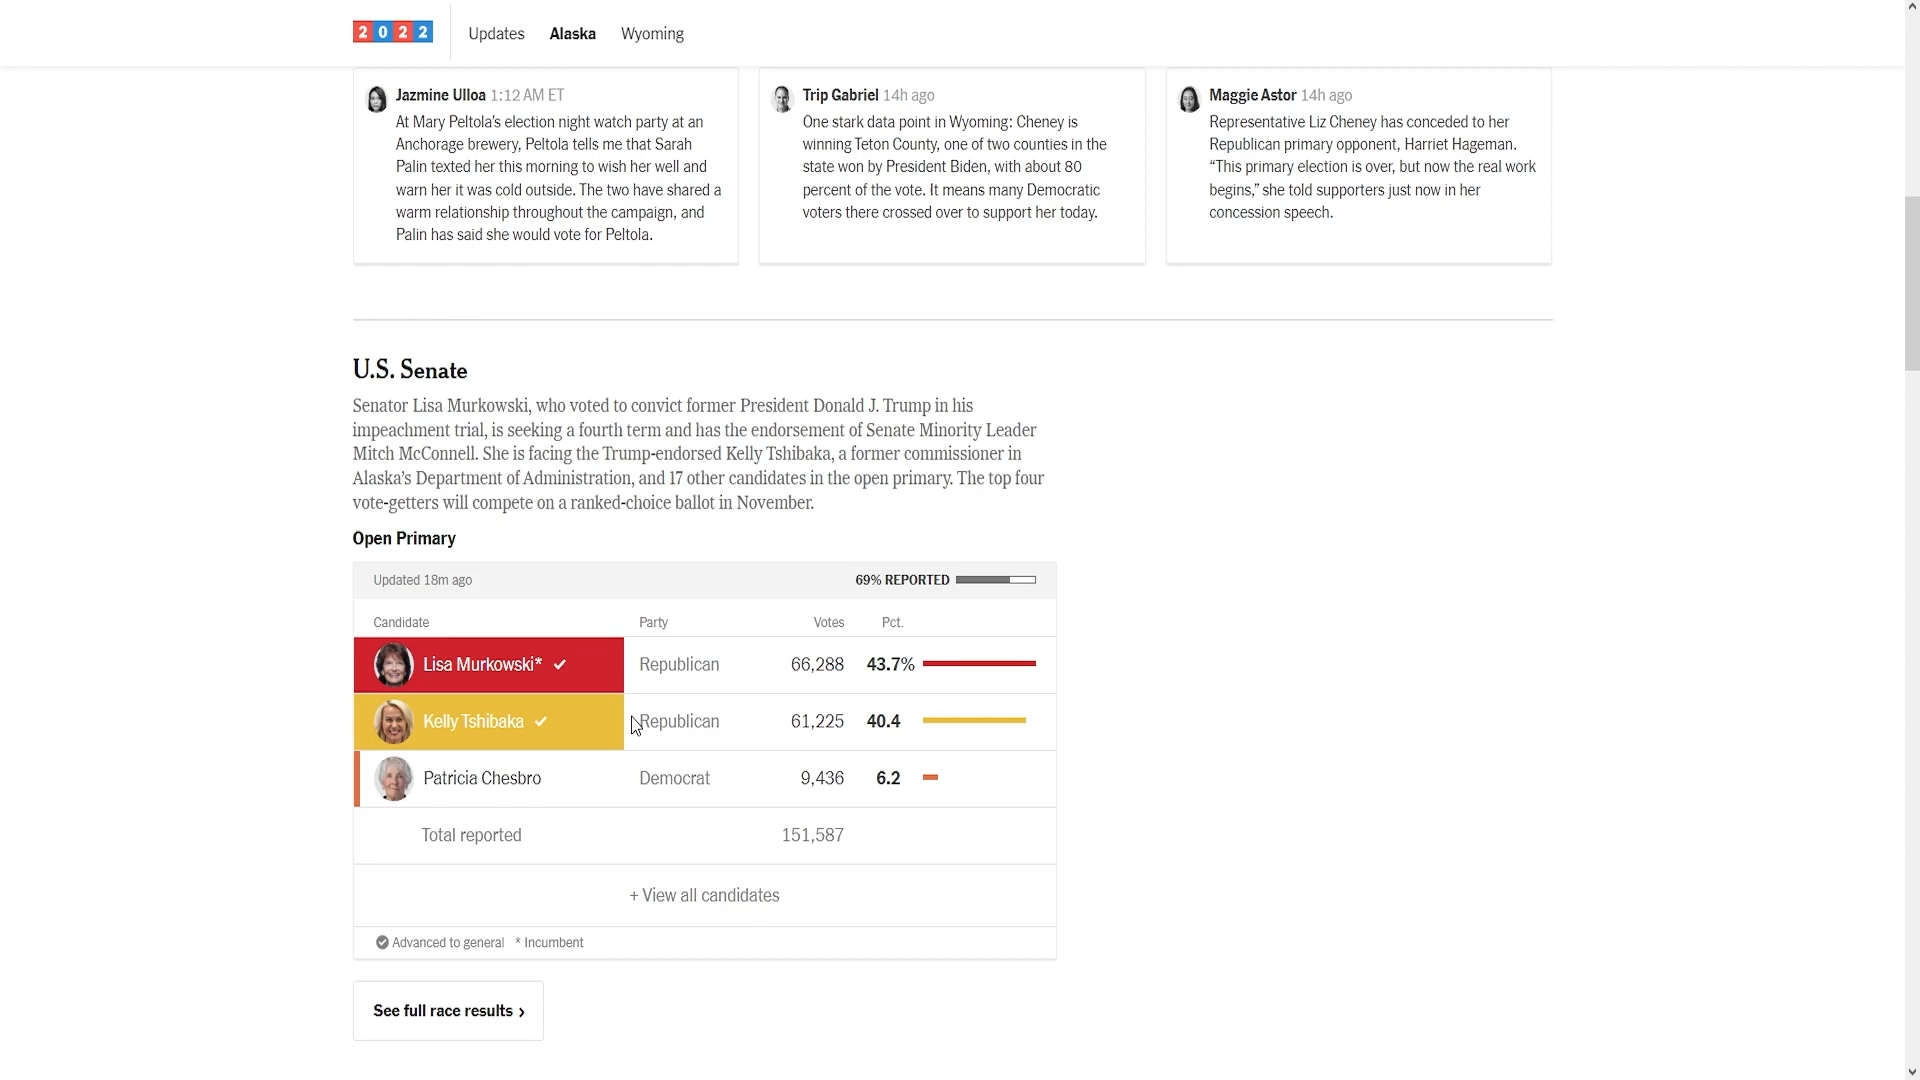 2022 Updates Alaska Wyoming
Jazmine Ulloa 1:12 AM ET
At Mary Peltola's election night watch party at an
Anchorage brewery, Peltola tells me that Sarah
Palin texted her this morning to wish her well and
warn her it was cold outside. The two have shared a
warm relationship throughout the campaign, and
Palin has said she would vote for Peltola.
Trip Gabriel 14h ago
One stark data point in Wyoming: Cheney is
winning Teton County, one of two counties in the
state won by President Biden, with about 80
percent of the vote. It means many Democratic
voters there crossed over to support her today.
Maggie Astor 14h ago
Representative Liz Cheney has conceded to her
Republican primary opponent, Harriet Hageman.
“This primary election is over, but now the real work
begins,” she told supporters just now in her
concession speech.
U.S. Senate
Senator Lisa Murkowski, who voted to convict former President Donald J. Trump in his
impeachment trial, is seeking a fourth term and has the endorsement of Senate Minority Leader
Mitch McConnell. She is facing the Trump-endorsed Kelly Tshibaka, a former commissioner in
Alaska's Department of Administration, and 17 other candidates in the open primary. The top four
vote-getters will compete on a ranked-choice ballot in November.
Open Primary
Updated 18m ago 69% REPORTED
Candidate Party Votes Pct.
Lisa Murkowski* ✓ Republican 66,288 43.7%
Kelly Tshibaka ✓ Republican 61,225 40.4
Patricia Chesbro Democrat 9,436 6.2
Total reported 151,587
+ View all candidates
Advanced to general * Incumbent
See full race results ›